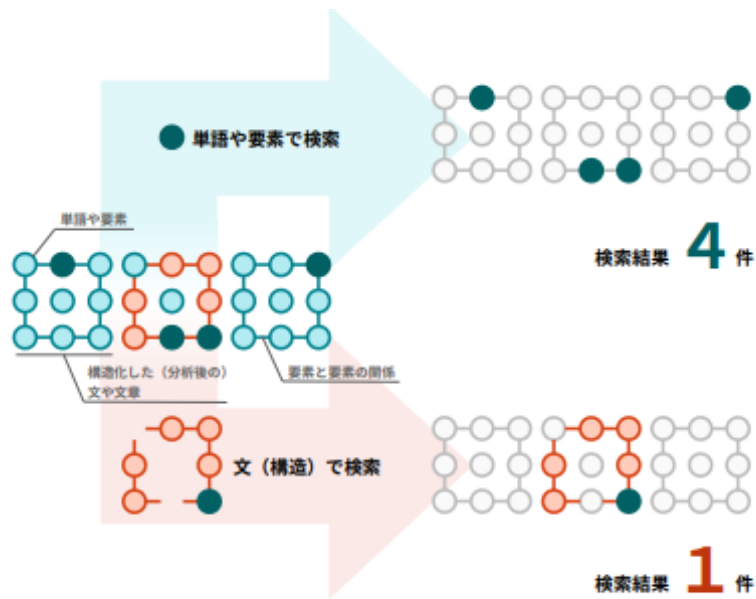 単語や要素で検索
検索結果 4 件
単語や要素
構造化した（分析後の）
文や文章
要素と要素の関係
文（構造）で検索
検索結果 1 件